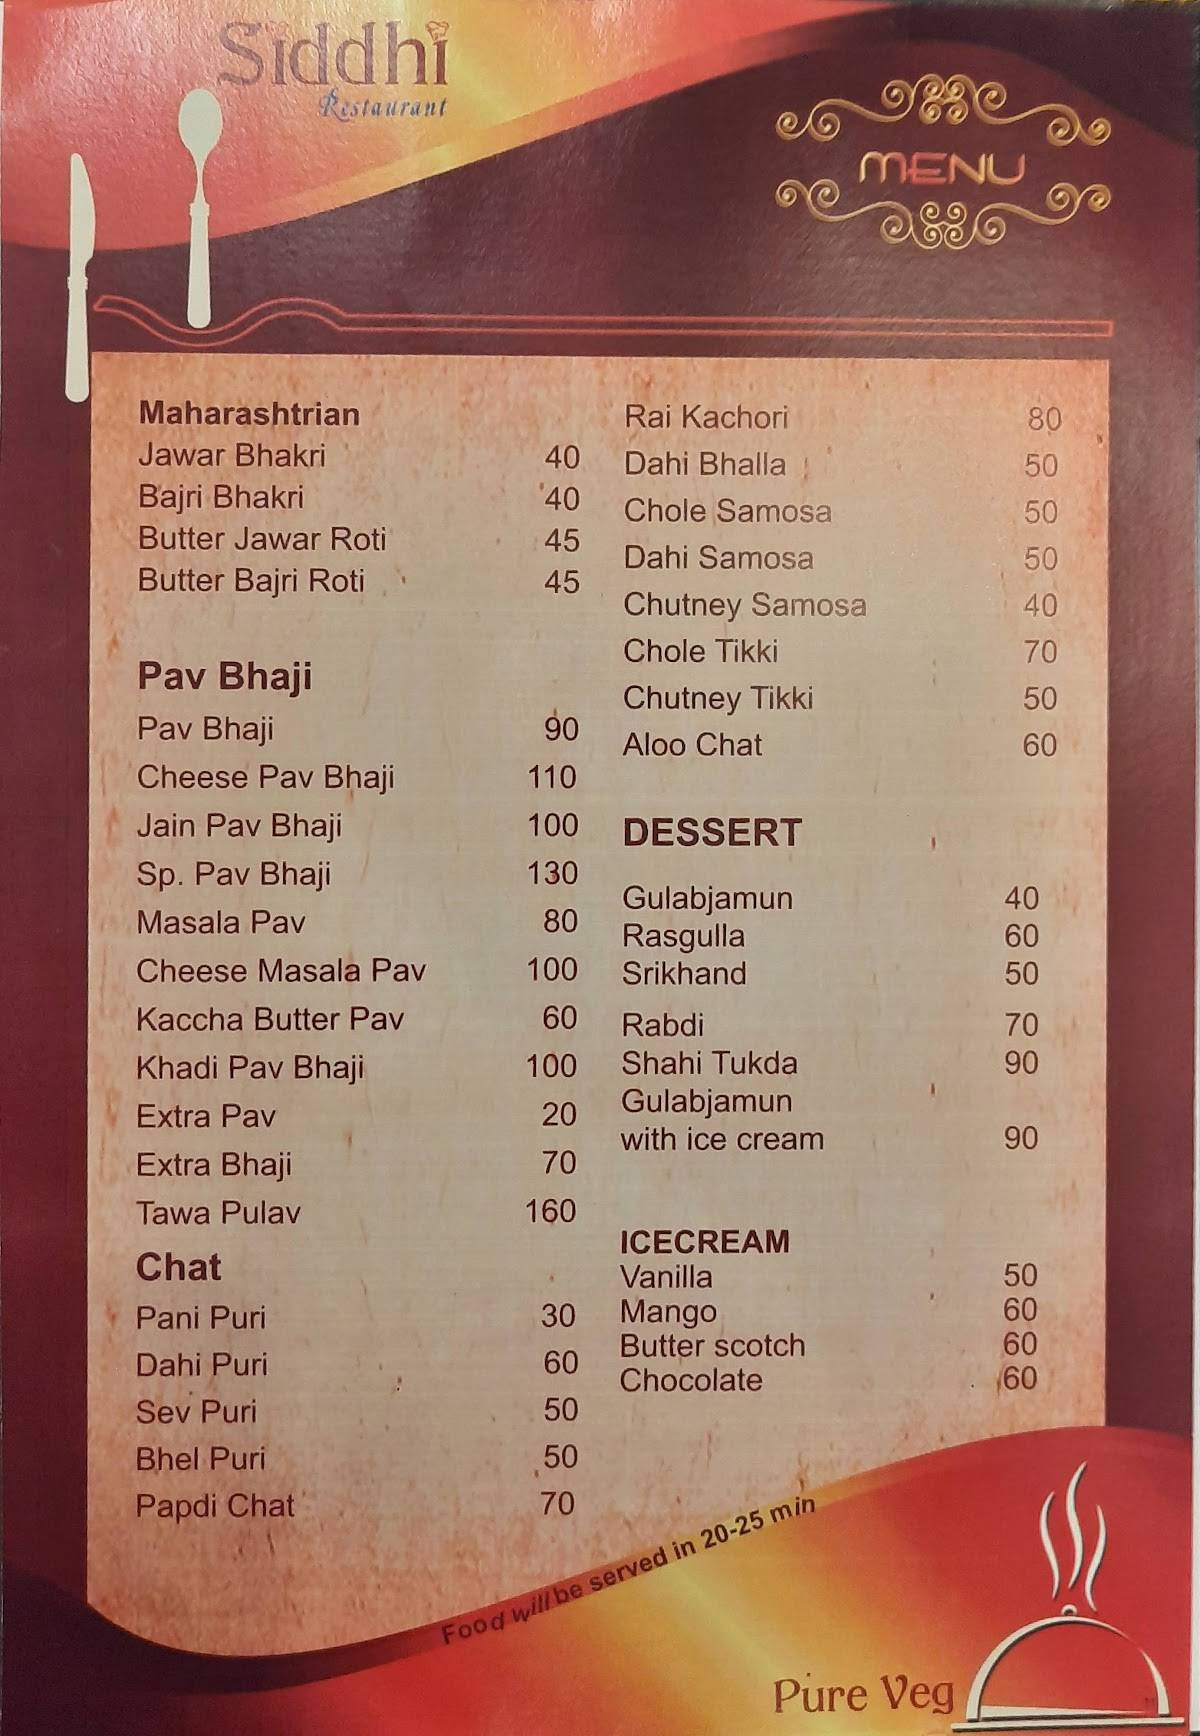 Siddhi
Restaurant
MENU
Maharashtrian
Jawar Bhakri 40
Bajri Bhakri 40
Butter Jawar Roti 45
Butter Bajri Roti 45
Pav Bhaji
Pav Bhaji 90
Cheese Pav Bhaji 110
Jain Pav Bhaji 100
Sp. Pav Bhaji 130
Masala Pav 80
Cheese Masala Pav 100
Kaccha Butter Pav 60
Khadi Pav Bhaji 100
Extra Pav 20
Extra Bhaji 70
Tawa Pulav 160
Chat
Pani Puri 30
Dahi Puri 60
Sev Puri 50
Bhel Puri 50
Papdi Chat 70
Rai Kachori 80
Dahi Bhalla 50
Chole Samosa 50
Dahi Samosa 50
Chutney Samosa 40
Chole Tikki 70
Chutney Tikki 50
Aloo Chat 60
DESSERT
Gulabjamun 40
Rasgulla 60
Srikhand 50
Rabdi 70
Shahi Tukda 90
Gulabjamun
with ice cream 90
ICECREAM
Vanilla 50
Mango 60
Butter scotch 60
Chocolate 60
Food will be served in 20-25 min
Pure Veg